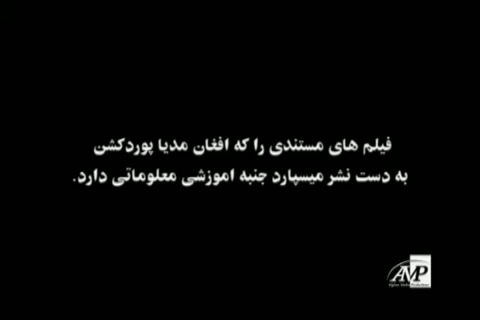 فیلم های مستندی را که افغان مدیا پوردکشن
به دست نشر میسپارد جنبه اموزشی معلوماتی دارد.
AMP